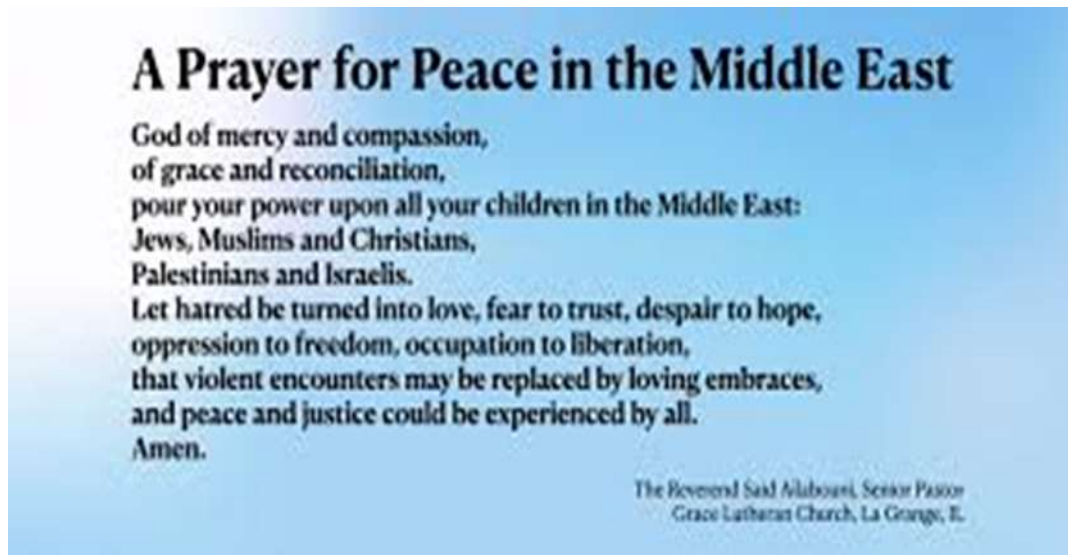 A Prayer for Peace in the Middle East
God of mercy and compassion,
of grace and reconciliation,
pour your power upon all your children in the Middle East:
Jews, Muslims and Christians,
Palestinians and Israelis.
Let hatred be turned into love, fear to trust, despair to hope,
oppression to freedom, occupation to liberation,
that violent encounters may be replaced by loving embraces,
and peace and justice could be experienced by all.
Amen.
The Reverend Said Ailabouni, Senior Pastor
Grace Lutheran Church, La Grange, IL